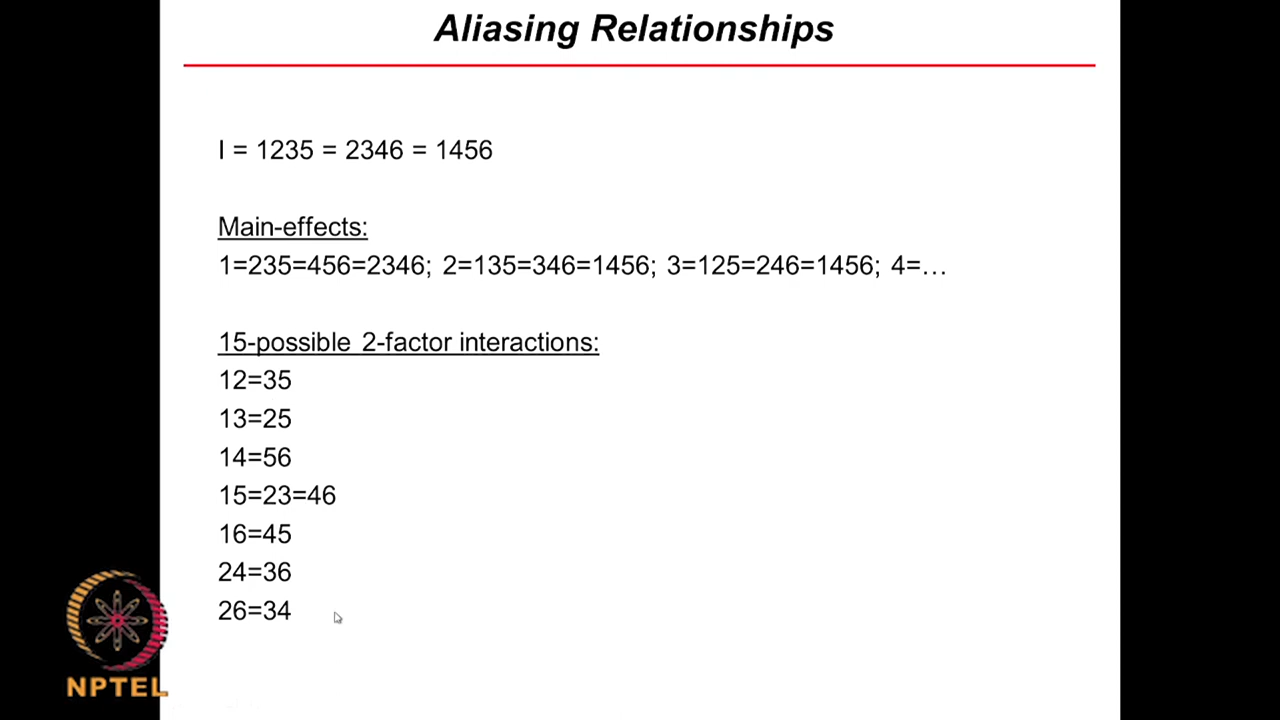 Aliasing Relationships
I = 1235 = 2346 = 1456
Main-effects:
1=235=456=2346; 2=135=346=1456; 3=125=246=1456; 4=…
15-possible 2-factor interactions:
12=35
13=25
14=56
15=23=46
16=45
24=36
26=34
NPTEL